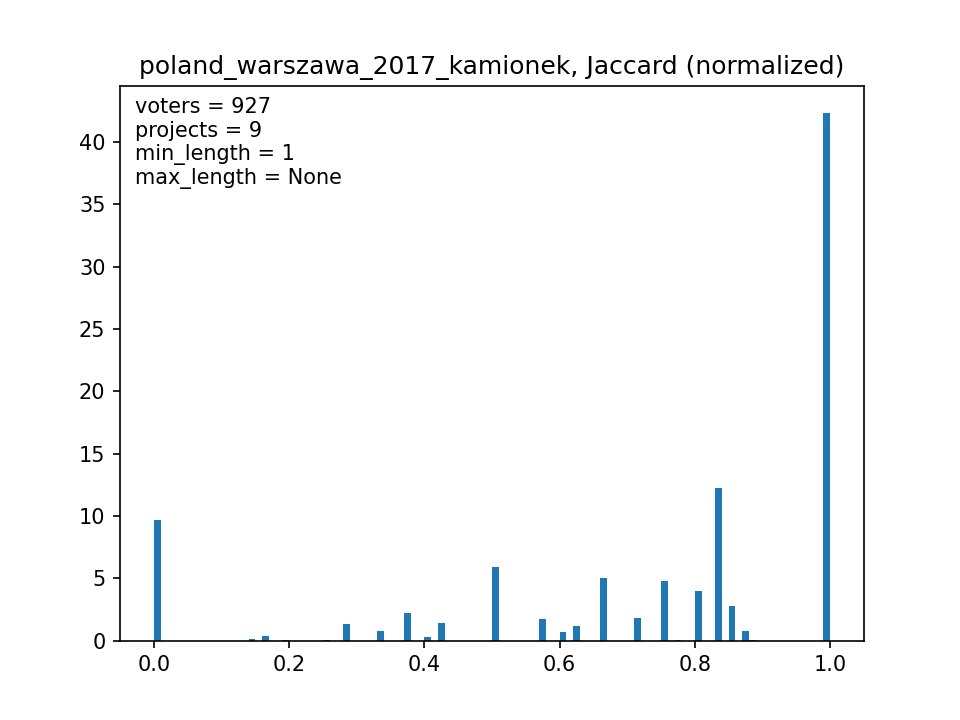 poland_warszawa_2017_kamionek, Jaccard (normalized)
voters = 927
projects = 9
min_length = 1
max_length = None
40
35
30
25
20
15
10
5
0
0.0 0.2 0.4 0.6 0.8 1.0